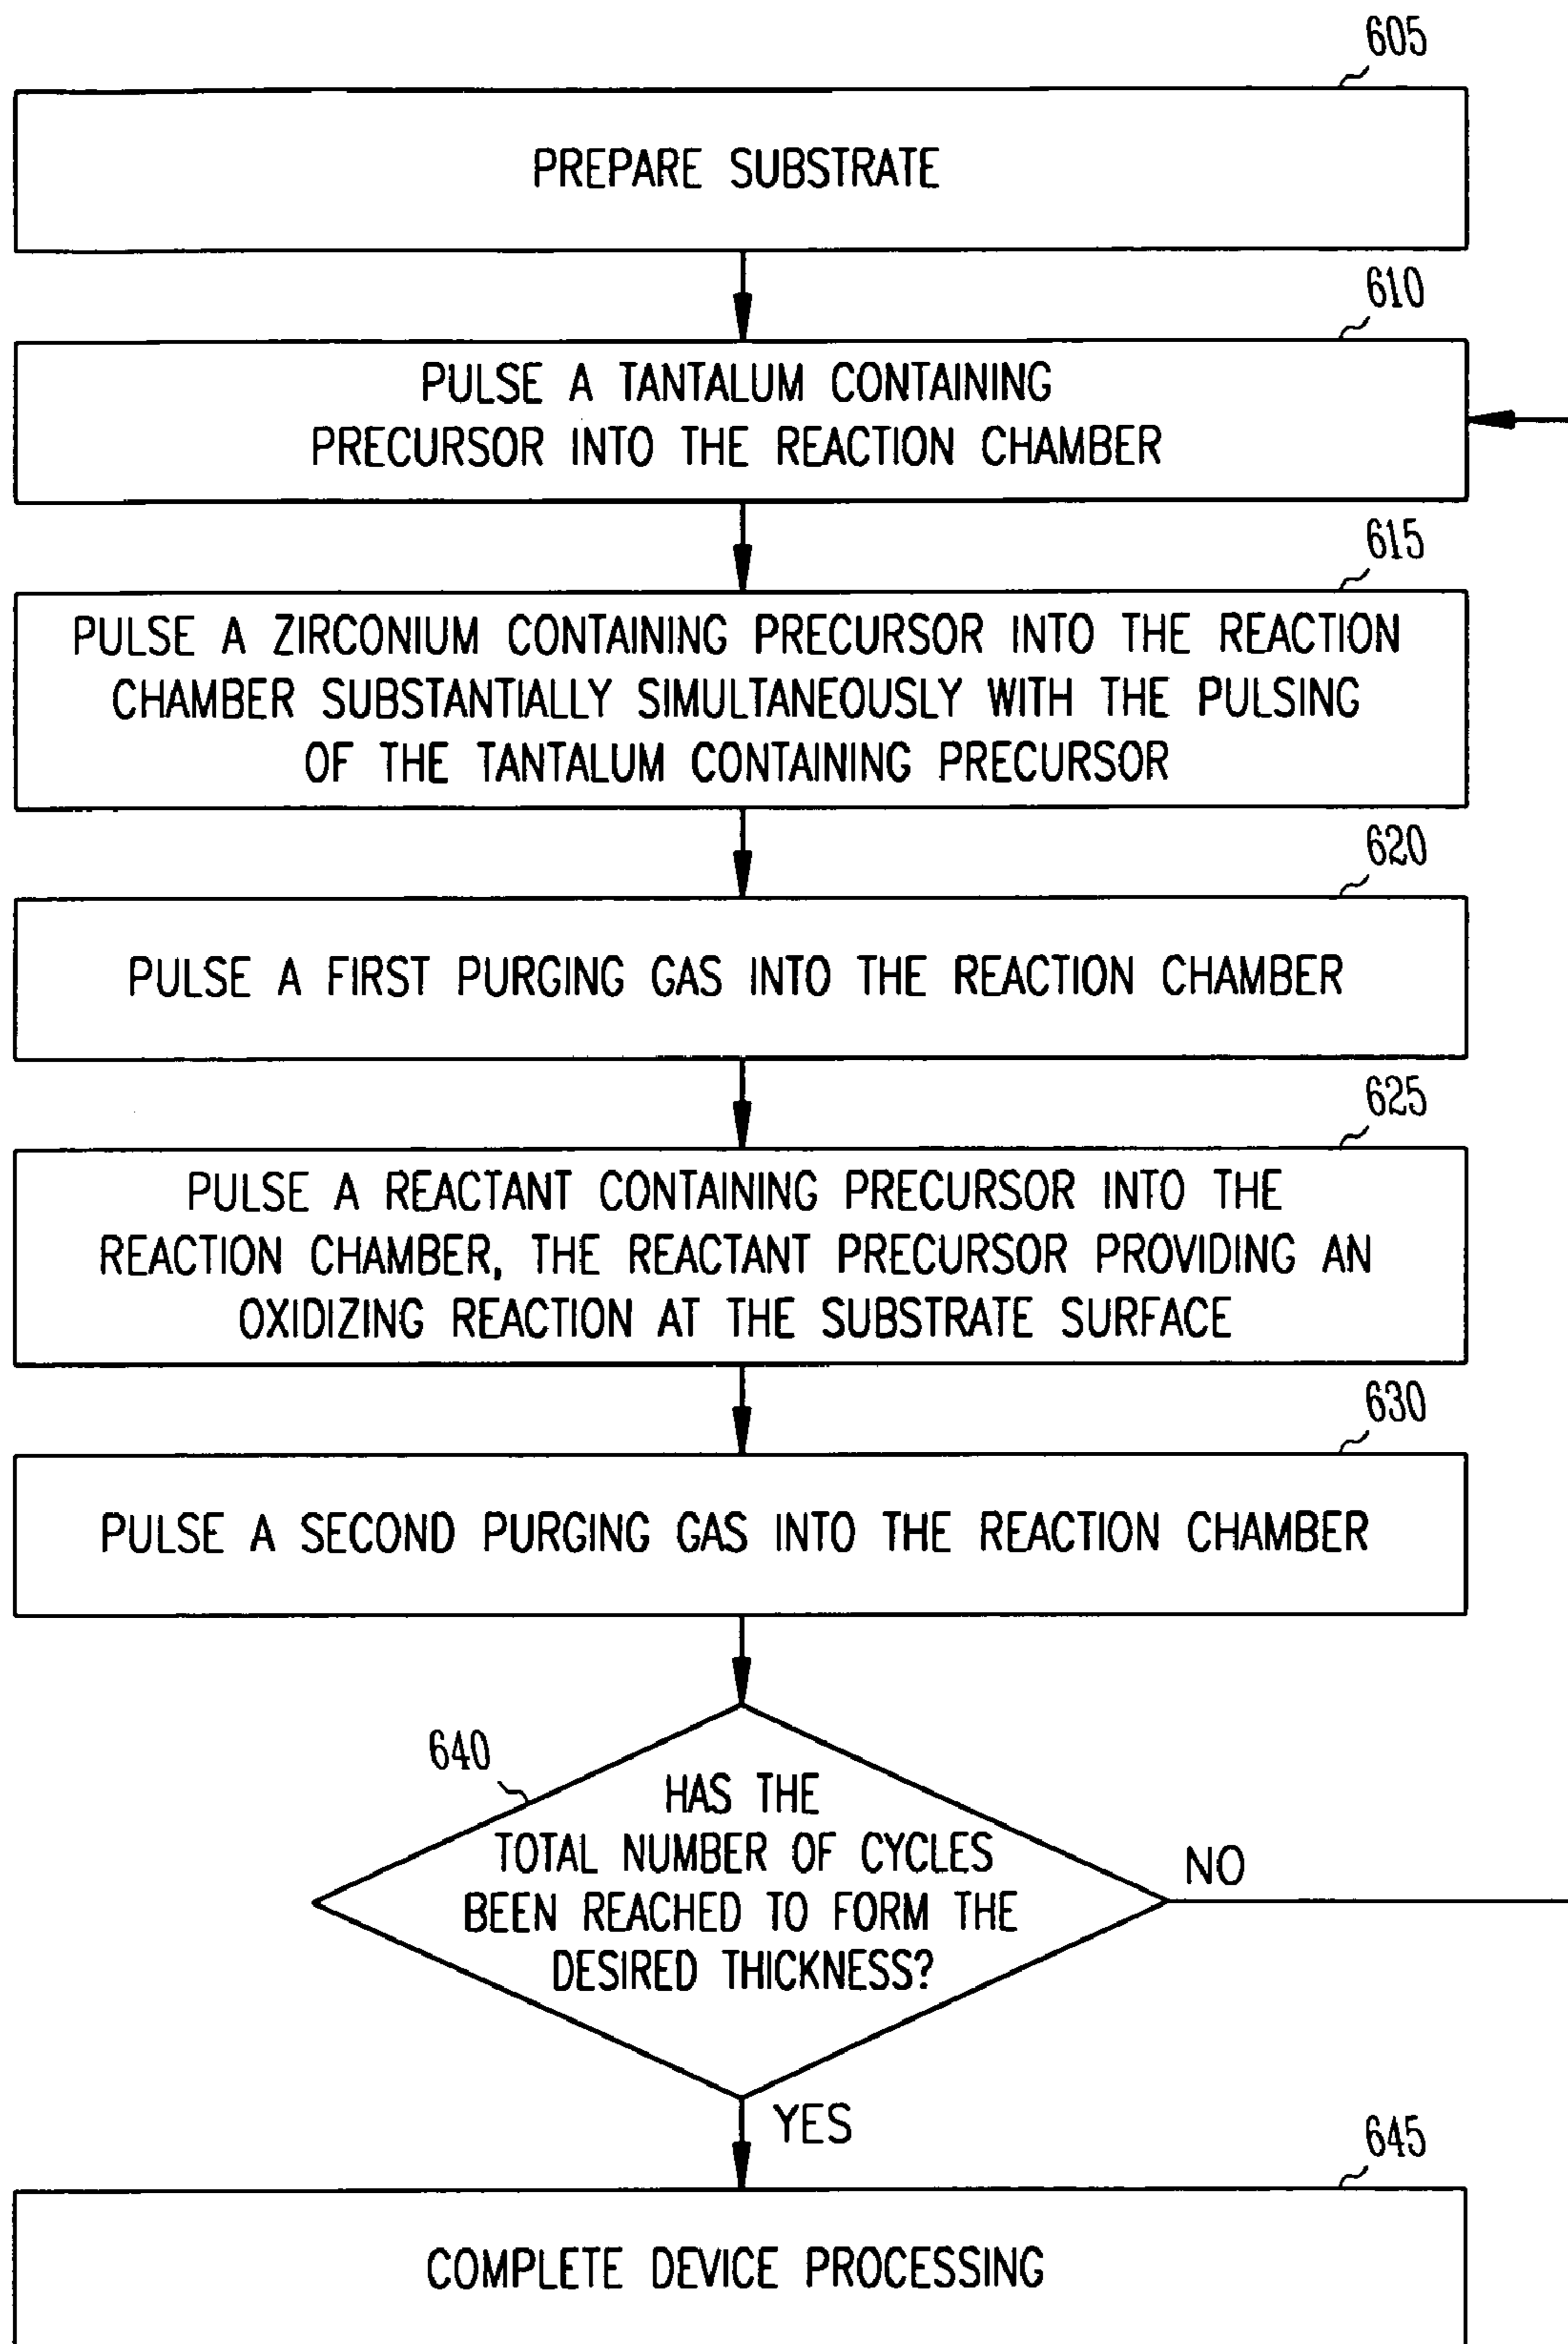 605
PREPARE SUBSTRATE
610
PULSE A TANTALUM CONTAINING
PRECURSOR INTO THE REACTION CHAMBER
615
PULSE A ZIRCONIUM CONTAINING PRECURSOR INTO THE REACTION
CHAMBER SUBSTANTIALLY SIMULTANEOUSLY WITH THE PULSING
OF THE TANTALUM CONTAINING PRECURSOR
620
PULSE A FIRST PURGING GAS INTO THE REACTION CHAMBER
625
PULSE A REACTANT CONTAINING PRECURSOR INTO THE
REACTION CHAMBER, THE REACTANT PRECURSOR PROVIDING AN
OXIDIZING REACTION AT THE SUBSTRATE SURFACE
630
PULSE A SECOND PURGING GAS INTO THE REACTION CHAMBER
640
HAS THE
TOTAL NUMBER OF CYCLES
BEEN REACHED TO FORM THE
DESIRED THICKNESS?
NO
YES
645
COMPLETE DEVICE PROCESSING